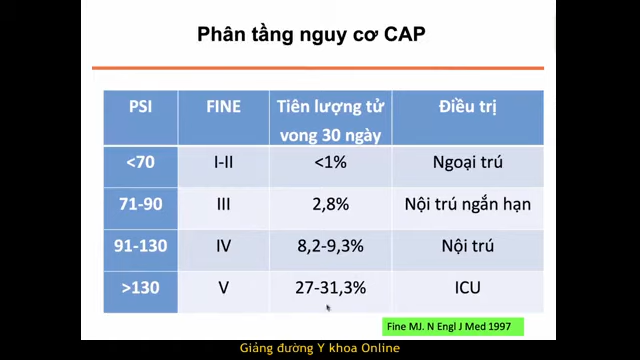 Phân tầng nguy cơ CAP
PSI FINE Tiên lượng tử vong 30 ngày Điều trị
<70 I-II <1% Ngoại trú
71-90 III 2,8% Nội trú ngắn hạn
91-130 IV 8,2-9,3% Nội trú
>130 V 27-31,3% ICU
Fine MJ. N Engl J Med 1997
Giảng đường Y khoa Online